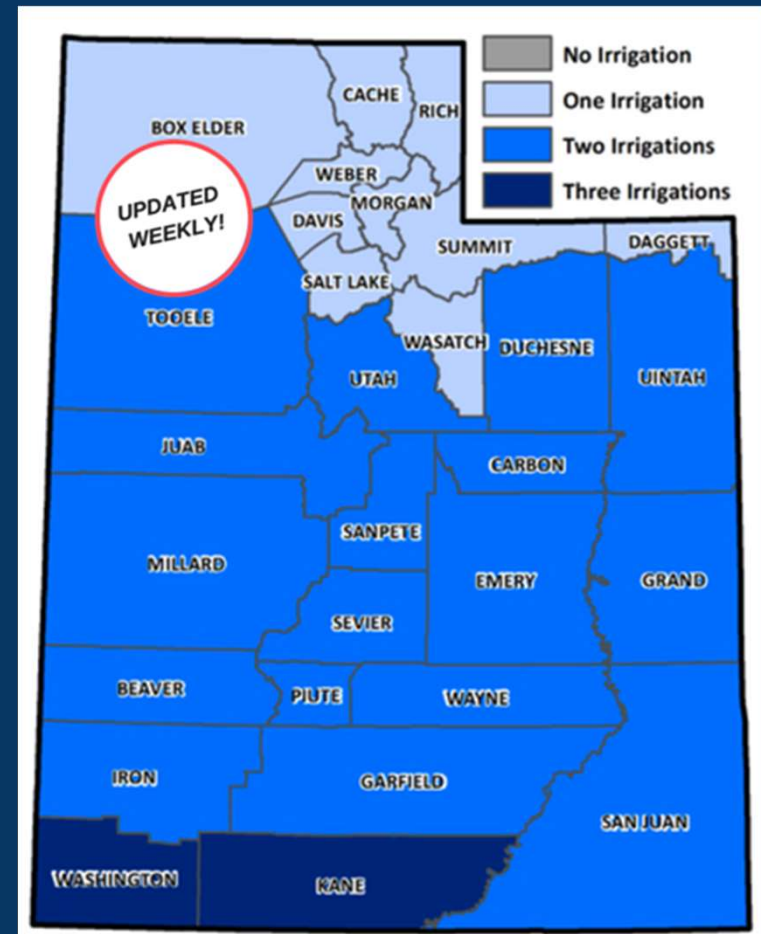 No Irrigation
One Irrigation
Two Irrigations
Three Irrigations
CACHE
RICH
BOX ELDER
WEBER
UPDATED
WEEKLY!
MORGAN
DAVIS
SUMMIT
DAGGETT
SALT LAKE
TOOELE
WASATCH
DUCHESNE
UTAH
UINTAH
JUAB
CARBON
SANPETE
MILLARD
EMERY
GRAND
SEVIER
BEAVER
PIUTE
WAYNE
IRON
GARFIELD
SAN JUAN
WASHINGTON
KANE